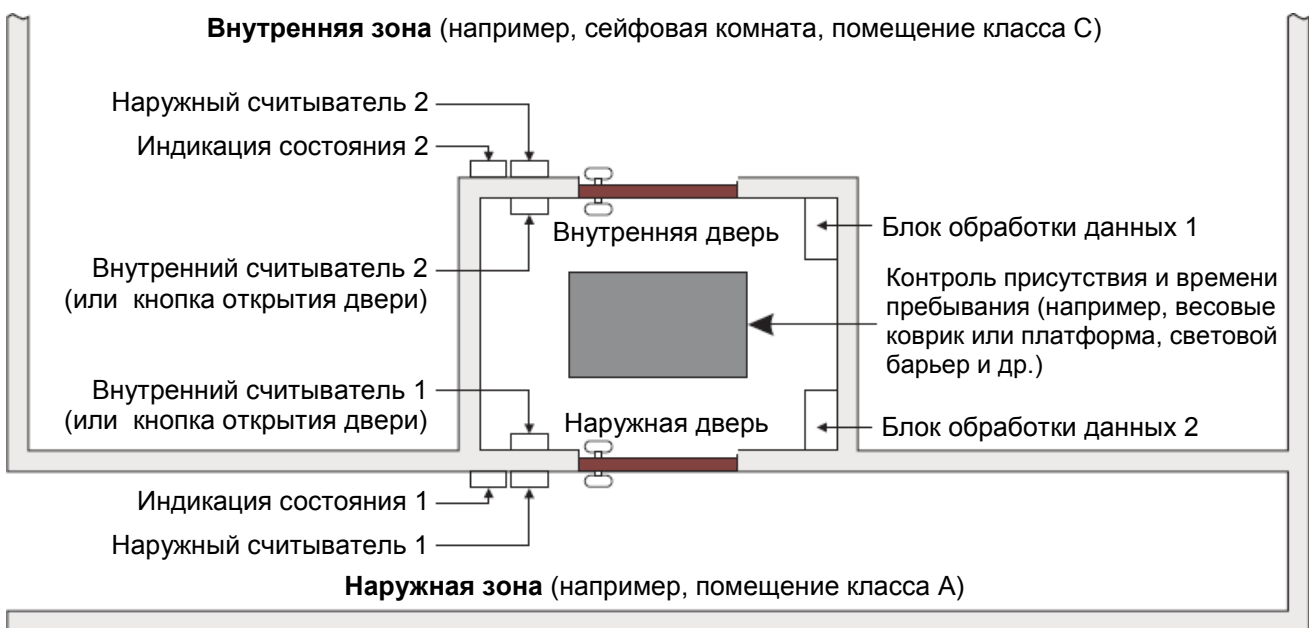 Внутренняя зона (например, сейфовая комната, помещение класса С)
Наружный считыватель 2
Индикация состояния 2
Внутренняя дверь
Блок обработки данных 1
Внутренний считыватель 2
(или кнопка открытия двери)
Контроль присутствия и времени
пребывания (например, весовые
коврик или платформа, световой
барьер и др.)
Внутренний считыватель 1
(или кнопка открытия двери)
Наружная дверь
Блок обработки данных 2
Индикация состояния 1
Наружный считыватель 1
Наружная зона (например, помещение класса А)